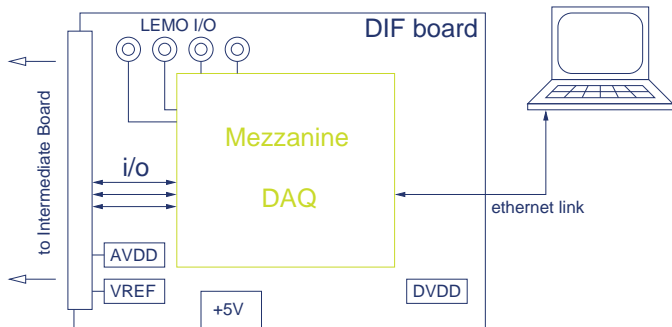 LEMO I/O
DIF board
Mezzanine
DAQ
i/o
to Intermediate Board
ethernet link
AVDD
VREF
+5V
DVDD